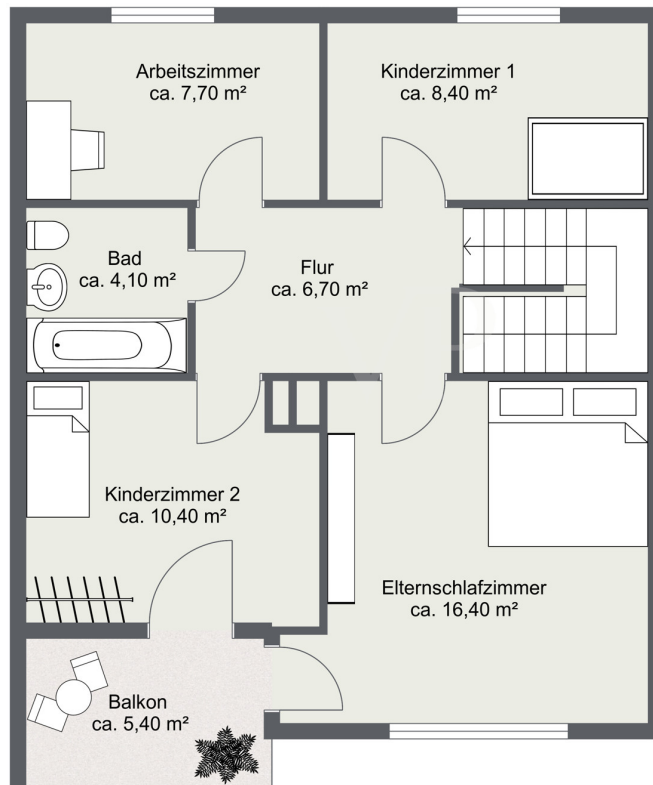 Arbeitszimmer
ca. 7,70 m²
Kinderzimmer 1
ca. 8,40 m²
Bad
ca. 4,10 m²
Flur
ca. 6,70 m²
Kinderzimmer 2
ca. 10,40 m²
Elternschlafzimmer
ca. 16,40 m²
Balkon
ca. 5,40 m²